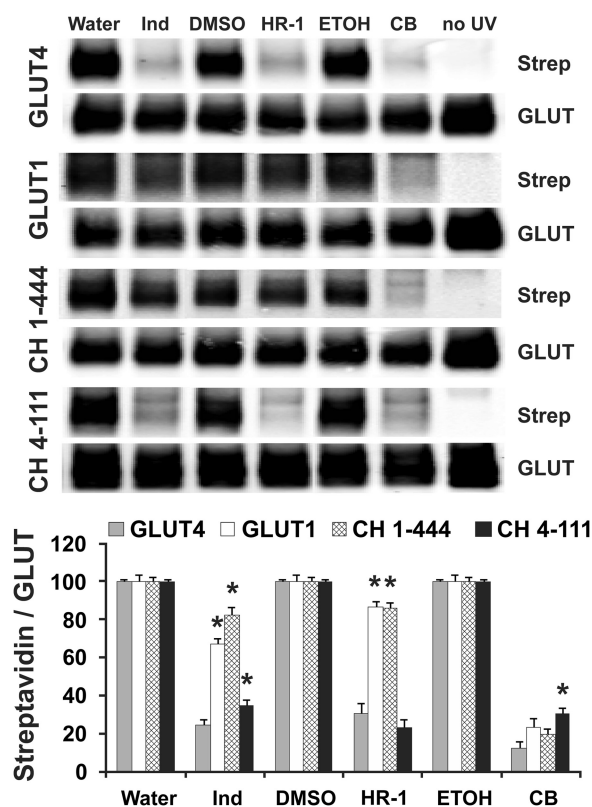 Water Ind DMSO HR-1 ETOH CB no UV
GLUT4
Strep
GLUT
GLUT1
Strep
GLUT
CH 1-444
Strep
GLUT
CH 4-111
Strep
GLUT
GLUT4 GLUT1 CH 1-444 CH 4-111
Streptavidin / GLUT
120
100
80
60
40
20
0
* * *
* *
*
Water Ind DMSO HR-1 ETOH CB